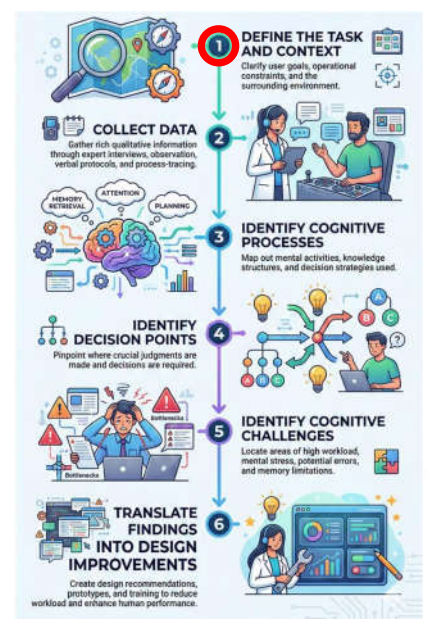 1
DEFINE THE TASK
AND CONTEXT
Clarify user goals, operational
constraints, and the
surrounding environment.
COLLECT DATA
Gather rich qualitative information
through expert interviews, observation,
verbal protocols, and process-tracing.
2
MEMORY
RETRIEVAL
ATTENTION
PLANNING
3
IDENTIFY COGNITIVE
PROCESSES
Map out mental activities, knowledge
structures, and decision strategies used.
IDENTIFY
DECISION POINTS
Pinpoint where crucial judgments are
made and decisions are required.
4
A
B
C
A
B
C
?
Bottlenecks
Bottlenecks
5
IDENTIFY COGNITIVE
CHALLENGES
Locate areas of high workload,
mental stress, potential errors,
and memory limitations.
TRANSLATE
FINDINGS
INTO DESIGN
IMPROVEMENTS
Create design recommendations,
prototypes, and training to reduce
workload and enhance human performance.
6